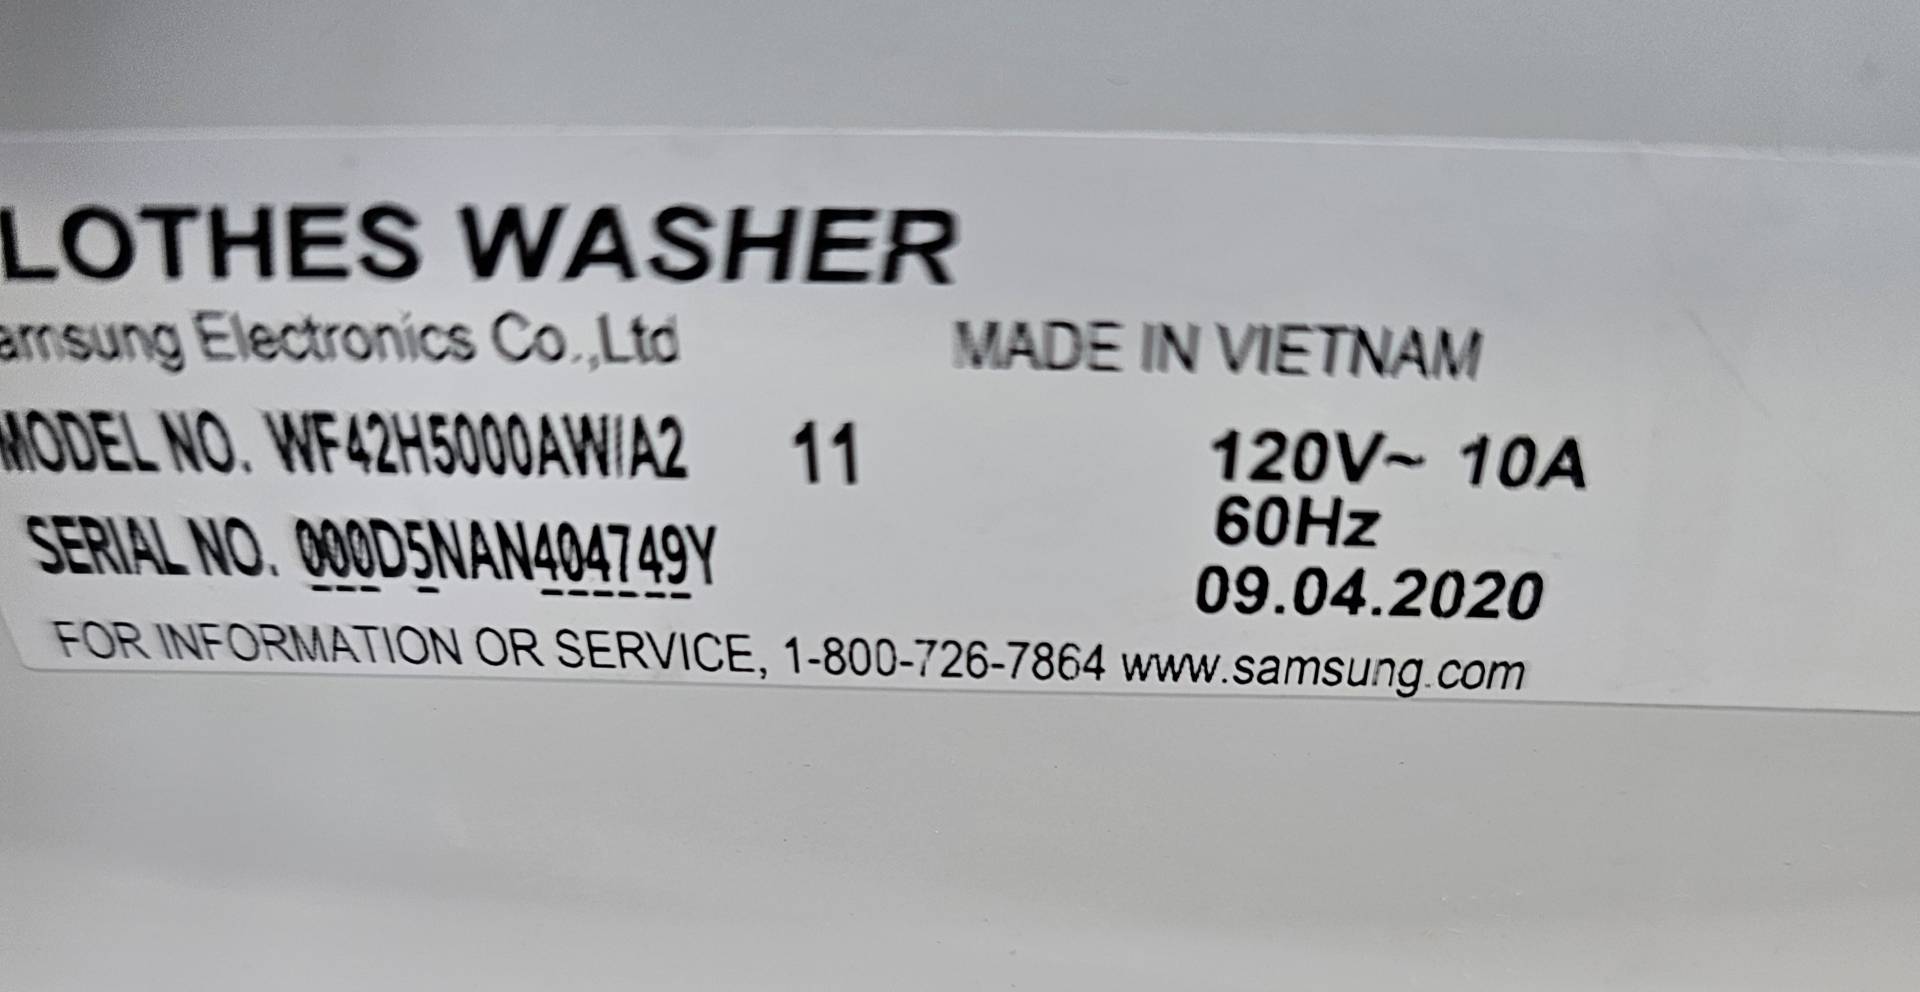 LOTHES WASHER
amsung Electronics Co.,Ltd MADE IN VIETNAM
MODEL NO. WF42H5000AW/A2 11 120V~ 10A
60Hz
SERIAL NO. 000D5NAN404749Y 09.04.2020
FOR INFORMATION OR SERVICE, 1-800-726-7864 www.samsung.com